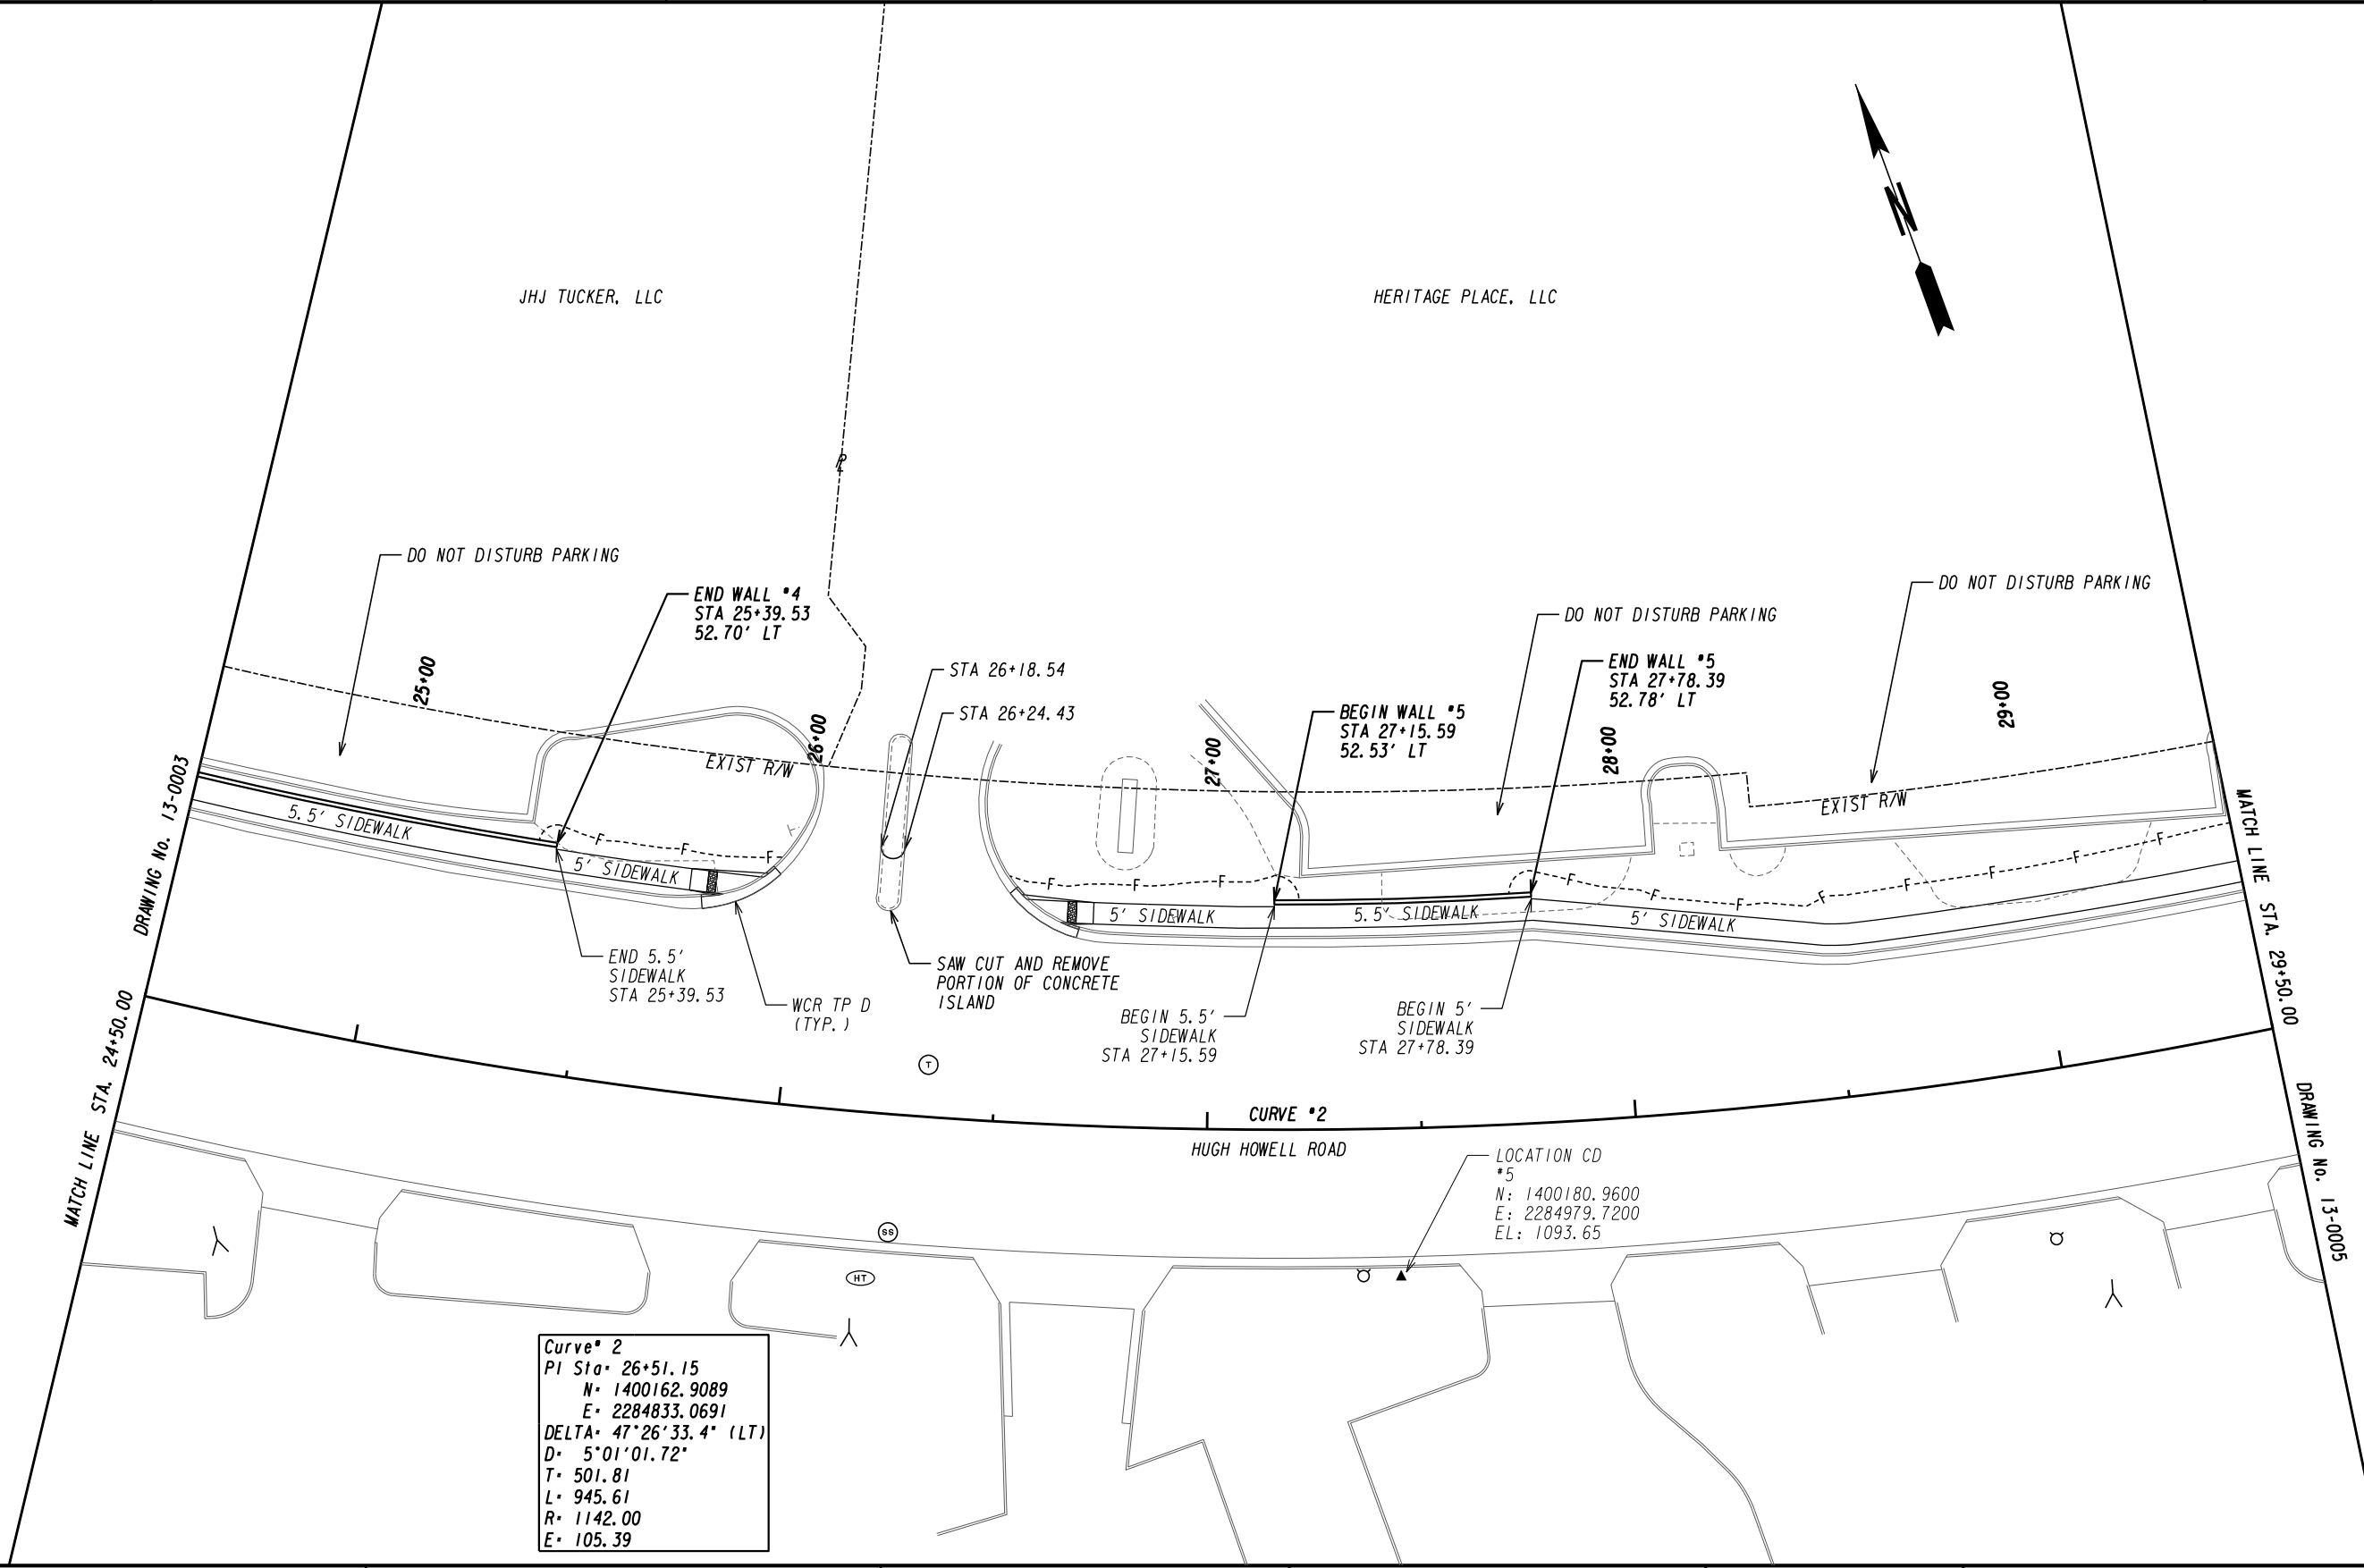 JHJ TUCKER, LLC
HERITAGE PLACE, LLC
N
DO NOT DISTURB PARKING
END WALL #4
STA 25+39.53
52.70' LT
STA 26+18.54
STA 26+24.43
DO NOT DISTURB PARKING
DO NOT DISTURB PARKING
END WALL #5
STA 27+78.39
52.78' LT
BEGIN WALL #5
STA 27+15.59
52.53' LT
25+00
26+00
27+00
28+00
29+00
EXIST R/W
EXIST R/W
5.5' SIDEWALK
5' SIDEWALK
5' SIDEWALK
5.5' SIDEWALK
5' SIDEWALK
F
F
F
F
F
F
F
F
F
F
F
F
F
END 5.5'
SIDEWALK
STA 25+39.53
WCR TP D
(TYP.)
SAW CUT AND REMOVE
PORTION OF CONCRETE
ISLAND
BEGIN 5.5'
SIDEWALK
STA 27+15.59
BEGIN 5'
SIDEWALK
STA 27+78.39
T
CURVE #2
HUGH HOWELL ROAD
LOCATION CD
#5
N: 1400180.9600
E: 2284979.7200
EL: 1093.65
SS
HT
MATCH LINE STA. 24+50.00
DRAWING No. 13-0003
MATCH LINE STA. 29+50.00
DRAWING No. 13-0005
Curve# 2
PI Sta= 26+51.15
N= 1400162.9089
E= 2284833.0691
DELTA= 47°26'33.4" (LT)
D= 5°01'01.72"
T= 501.81
L= 945.61
R= 1142.00
E= 105.39